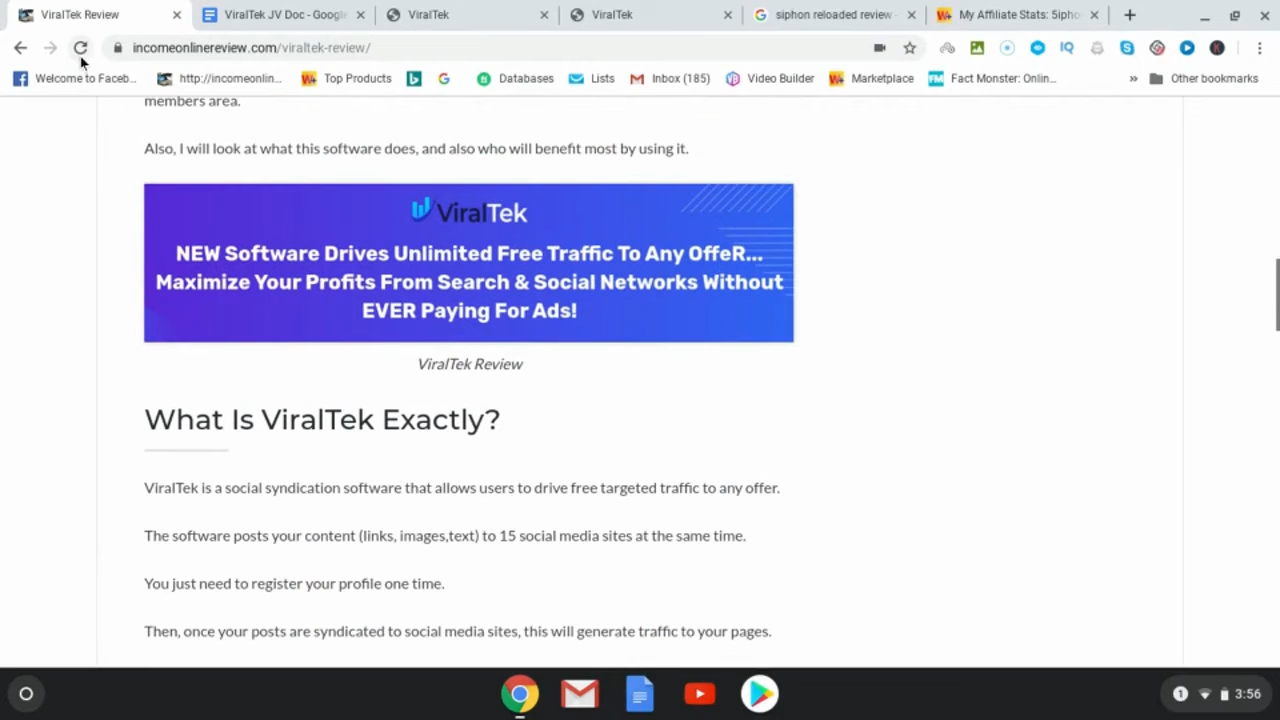 ViralTek Review
ViralTek JV Doc - Google
ViralTek
ViralTek
siphon reloaded review -
My Affiliate Stats: 5ipho
incomeonlinereview.com/viraltek-review/
Welcome to Faceb...
http://incomeonlin...
Top Products
Databases
Lists
Inbox (185)
Video Builder
Marketplace
Fact Monster: Onlin...
Other bookmarks
members area.
Also, I will look at what this software does, and also who will benefit most by using it.
ViralTek
NEW Software Drives Unlimited Free Traffic To Any OffeR...
Maximize Your Profits From Search & Social Networks Without
EVER Paying For Ads!
ViralTek Review
What Is ViralTek Exactly?
ViralTek is a social syndication software that allows users to drive free targeted traffic to any offer.
The software posts your content (links, images,text) to 15 social media sites at the same time.
You just need to register your profile one time.
Then, once your posts are syndicated to social media sites, this will generate traffic to your pages.
1
3:56